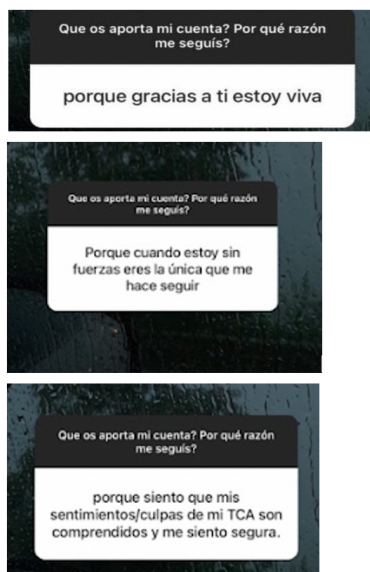 Que os aporta mi cuenta? Por qué razón
me seguís?
porque gracias a ti estoy viva
Que os aporta mi cuenta? Por qué razón
me seguís?
Porque cuando estoy sin
fuerzas eres la única que me
hace seguir
Que os aporta mi cuenta? Por qué razón
me seguís?
porque siento que mis
sentimientos/culpas de mi TCA son
comprendidos y me siento segura.